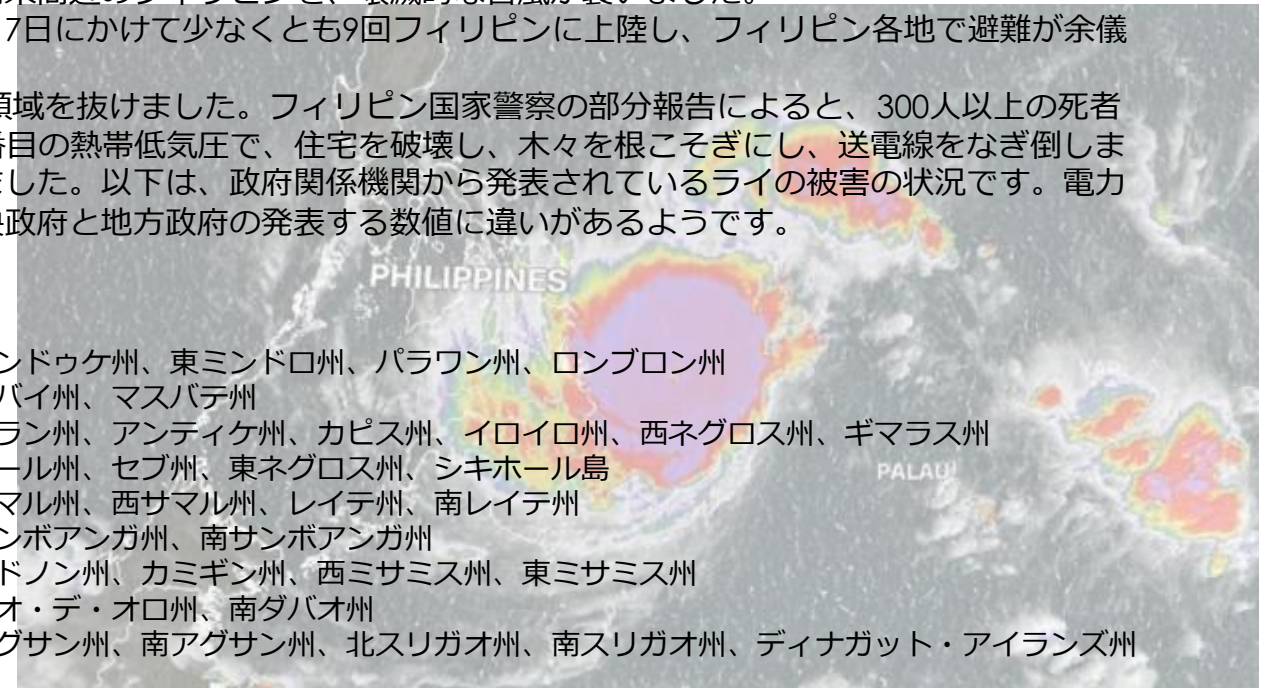 7日にかけて少なくとも9回フィリピンに上陸し、フィリピン各地で避難が余儀
領域を抜けました。フィリピン国家警察の部分報告によると、300人以上の死者
番目の熱帯低気圧で、住宅を破壊し、木々を根こそぎにし、送電線をなぎ倒しま
ました。以下は、政府関係機関から発表されているライの被害の状況です。電力
央政府と地方政府の発表する数値に違いがあるようです。
PHILIPPINES
ンドゥケ州、東ミンドロ州、パラワン州、ロンブロン州
バイ州、マスバテ州
ラン州、アンティケ州、カピス州、イロイロ州、西ネグロス州、ギマラス州
ール州、セブ州、東ネグロス州、シキホール島
PALAU
マル州、西サマル州、レイテ州、南レイテ州
ンボアンガ州、南サンボアンガ州
ドノン州、カミギン州、西ミサミス州、東ミサミス州
オ・デ・オロ州、南ダバオ州
グサン州、南アグサン州、北スリガオ州、南スリガオ州、ディナガット・アイランズ州